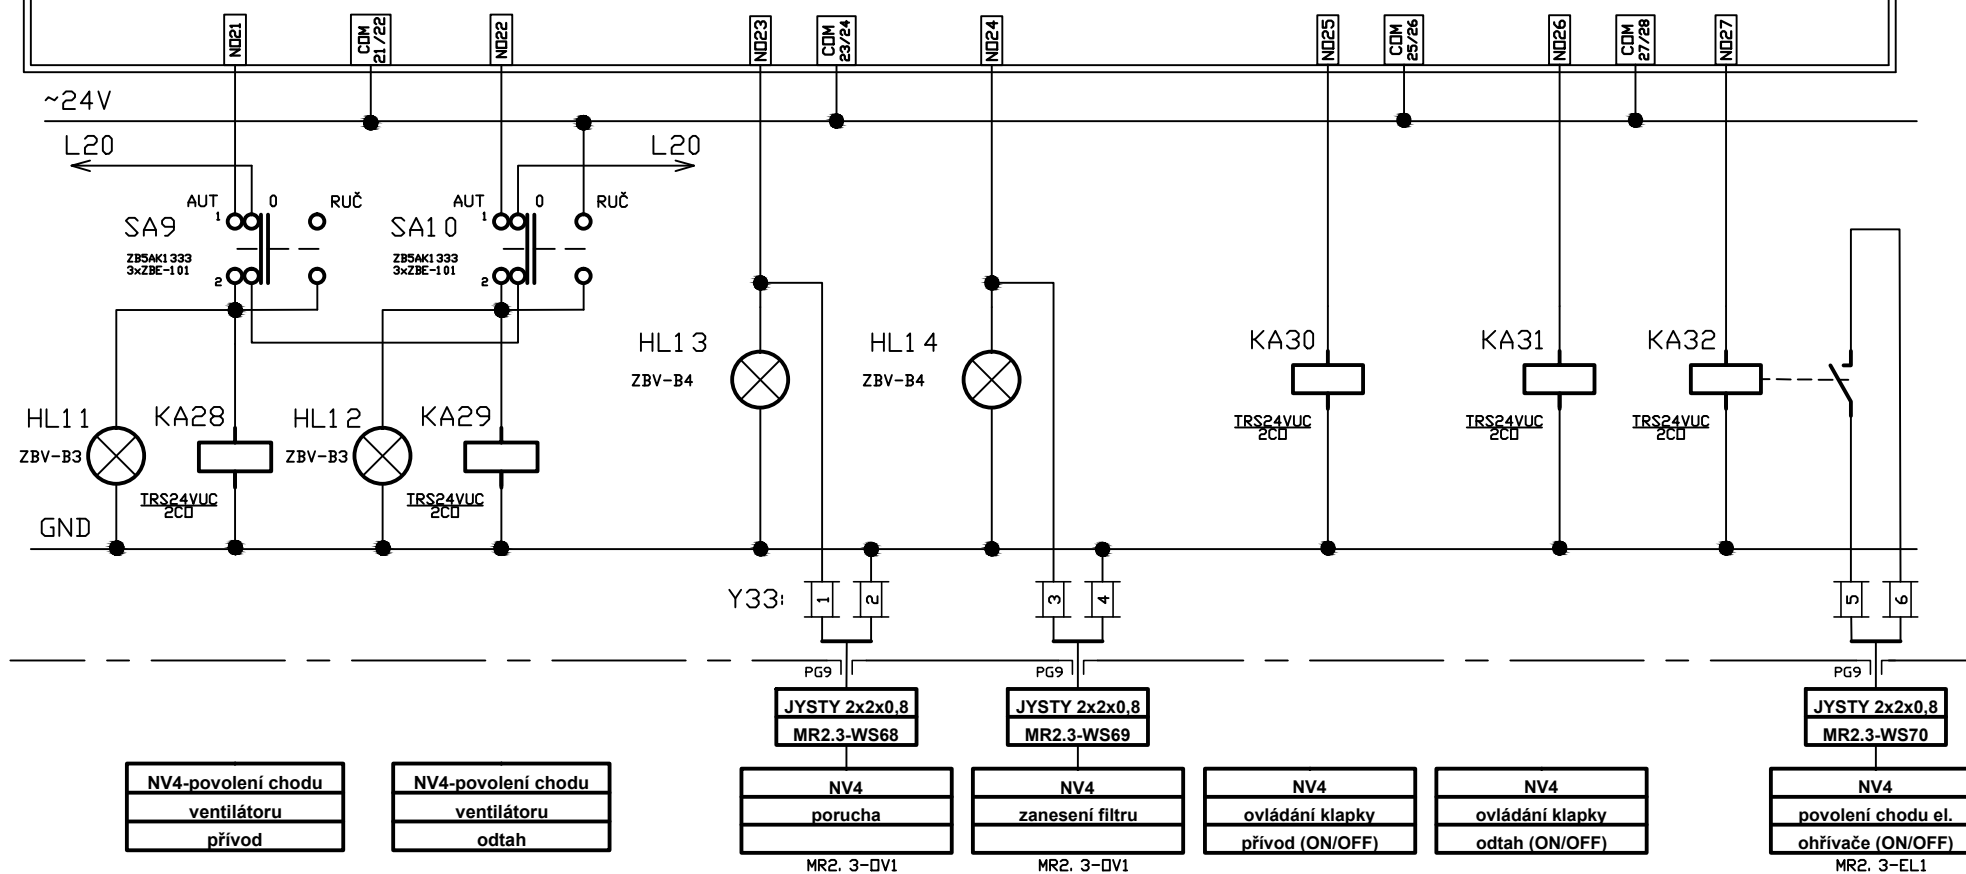 NO21
COM
21/22
NO22
NO23
COM
23/24
NO24
NO25
COM
25/26
NO26
COM
27/28
NO27
~24V
L20
L20
AUT
0
RUČ
AUT
0
RUČ
1
1
SA9
SA10
ZB5AK1333
3xZBE-101
ZB5AK1333
3xZBE-101
2
2
HL13
ZBV-B4
HL14
ZBV-B4
KA30
KA31
KA32
TRS24VUC
2CO
TRS24VUC
2CO
TRS24VUC
2CO
HL11
ZBV-B3
KA28
HL12
ZBV-B3
KA29
TRS24VUC
2CO
TRS24VUC
2CO
GND
Y33:
1
2
3
4
5
6
PG9
PG9
PG9
JYSTY 2x2x0,8
MR2.3-WS68
JYSTY 2x2x0,8
MR2.3-WS69
JYSTY 2x2x0,8
MR2.3-WS70
NV4-povolení chodu
ventilátoru
přívod
NV4-povolení chodu
ventilátoru
odtah
NV4
porucha
MR2. 3-OV1
NV4
zanesení filtru
MR2. 3-OV1
NV4
ovládání klapky
přívod (ON/OFF)
NV4
ovládání klapky
odtah (ON/OFF)
NV4
povolení chodu el.
ohřívače (ON/OFF)
MR2. 3-EL1